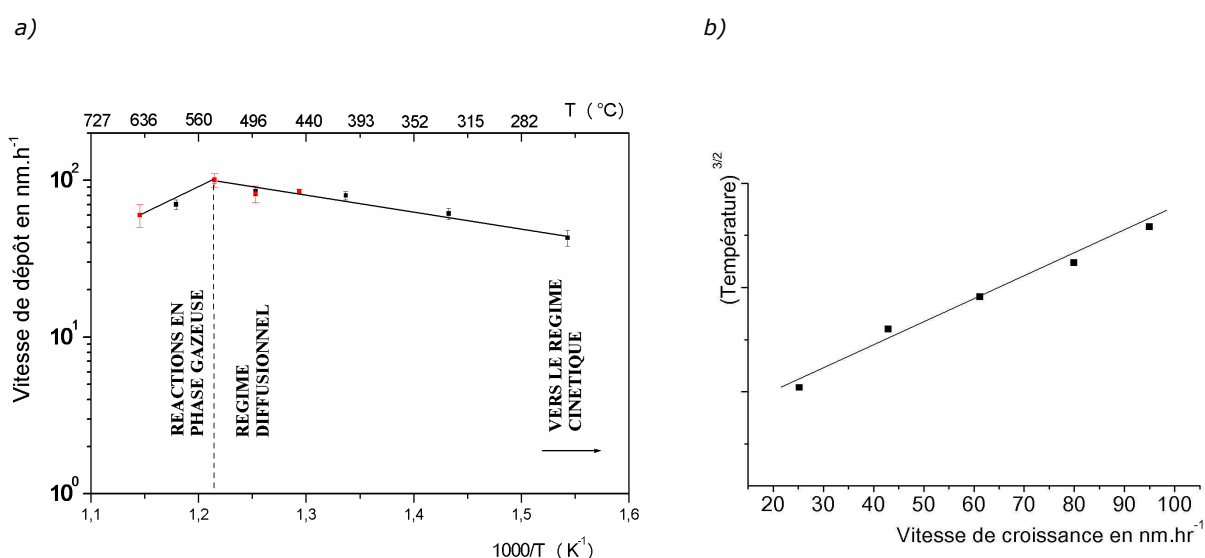 a)
b)
T ( °C)
727 636 560 496 440 393 352 315 282
Vitesse de dépôt en nm.h-1
10²
10¹
10⁰
REACTIONS EN
PHASE GAZEUSE
REGIME
DIFFUSIONNEL
VERS LE REGIME
CINETIQUE
1,1 1,2 1,3 1,4 1,5 1,6
1000/T ( K-1)
(Température) 3/2
20 30 40 50 60 70 80 90 100
Vitesse de croissance en nm.hr-1